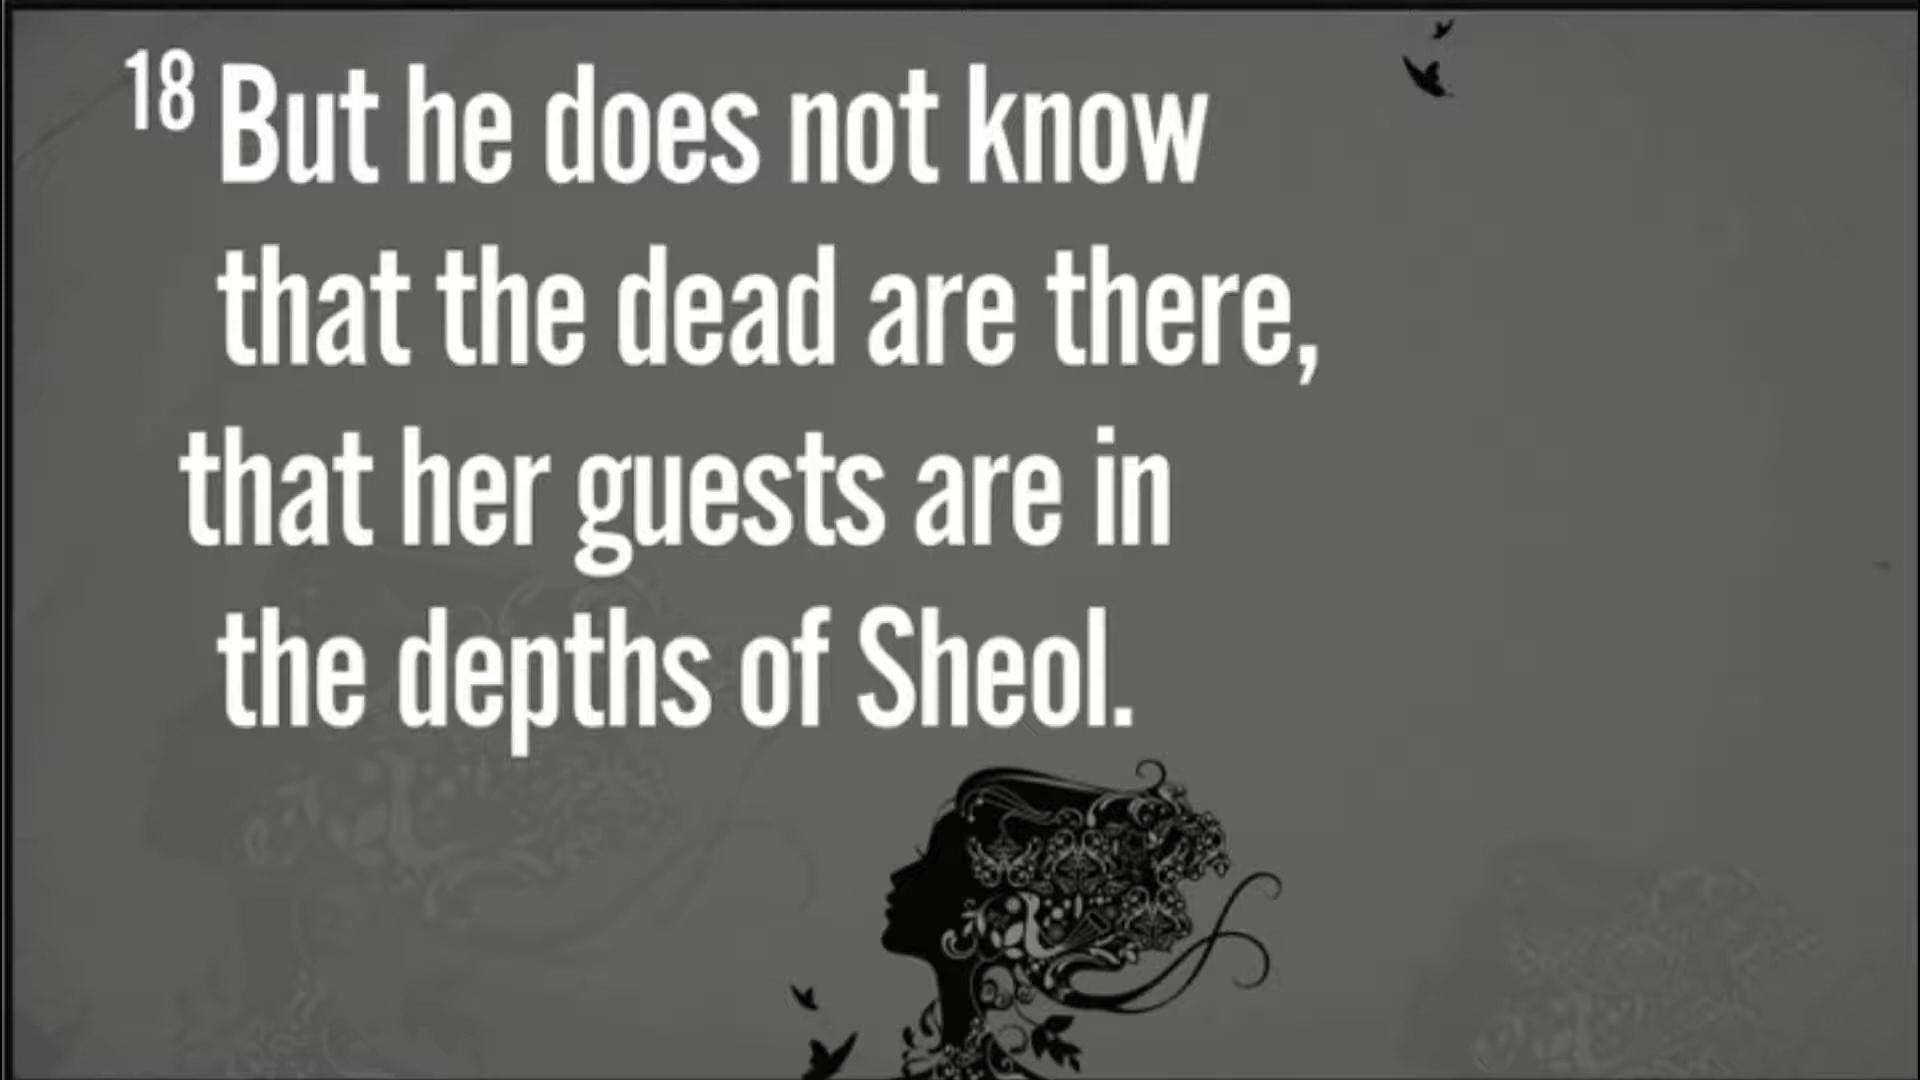 18 But he does not know
that the dead are there,
that her guests are in
the depths of Sheol.